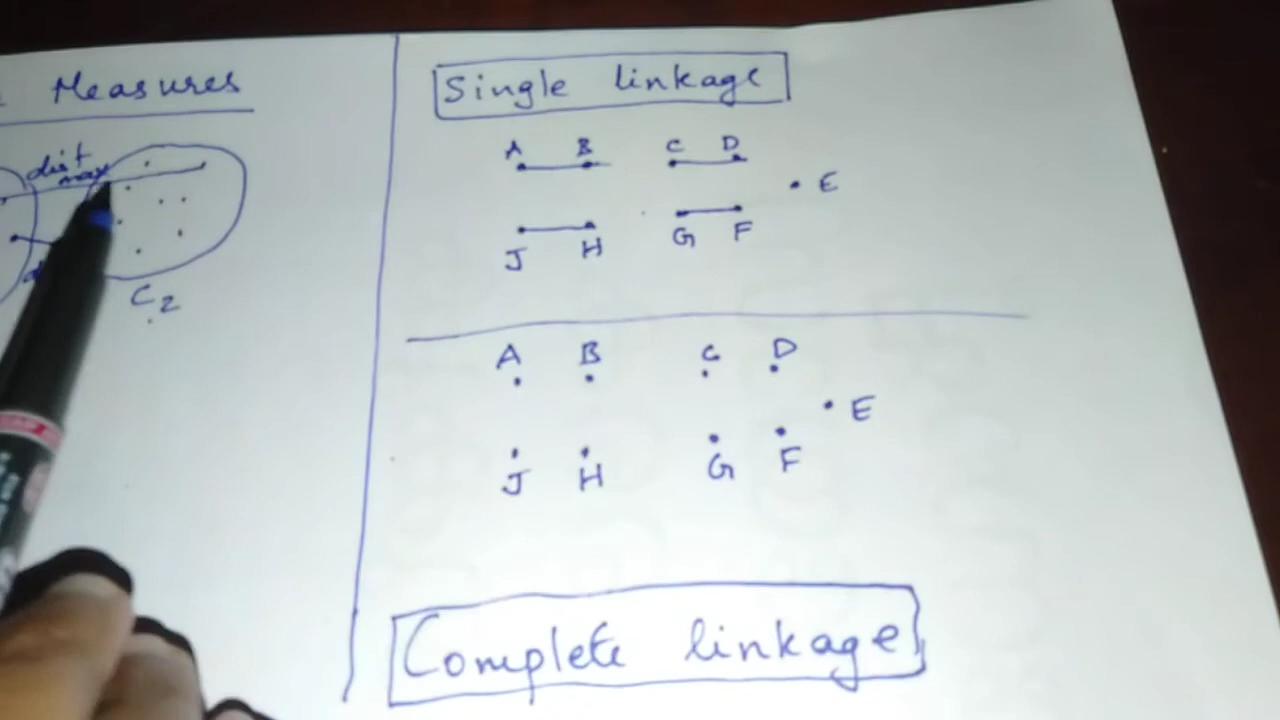 Measures
dist
max
C2
Single linkage
A B C D
E
J H G F
A B C D
E
J H G F
Complete linkage